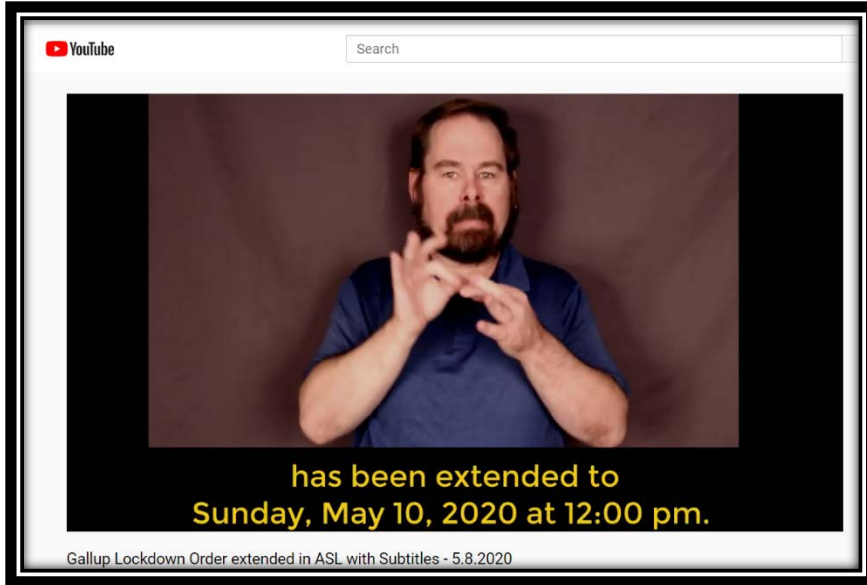 YouTube
Search
has been extended to
Sunday, May 10, 2020 at 12:00 pm.
Gallup Lockdown Order extended in ASL with Subtitles - 5.8.2020